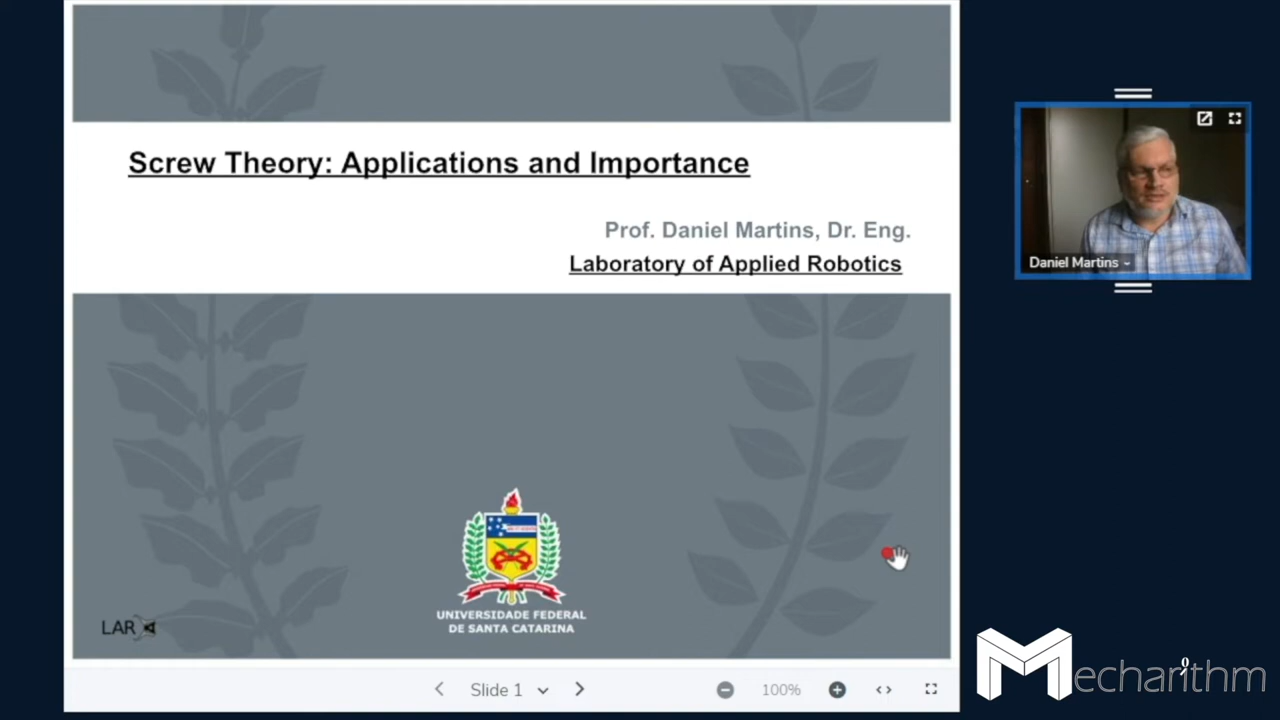 Screw Theory: Applications and Importance
Prof. Daniel Martins, Dr. Eng.
Laboratory of Applied Robotics
UNIVERSIDADE FEDERAL
DE SANTA CATARINA
LAR
Slide 1
100%
Daniel Martins
9
Mecharithm